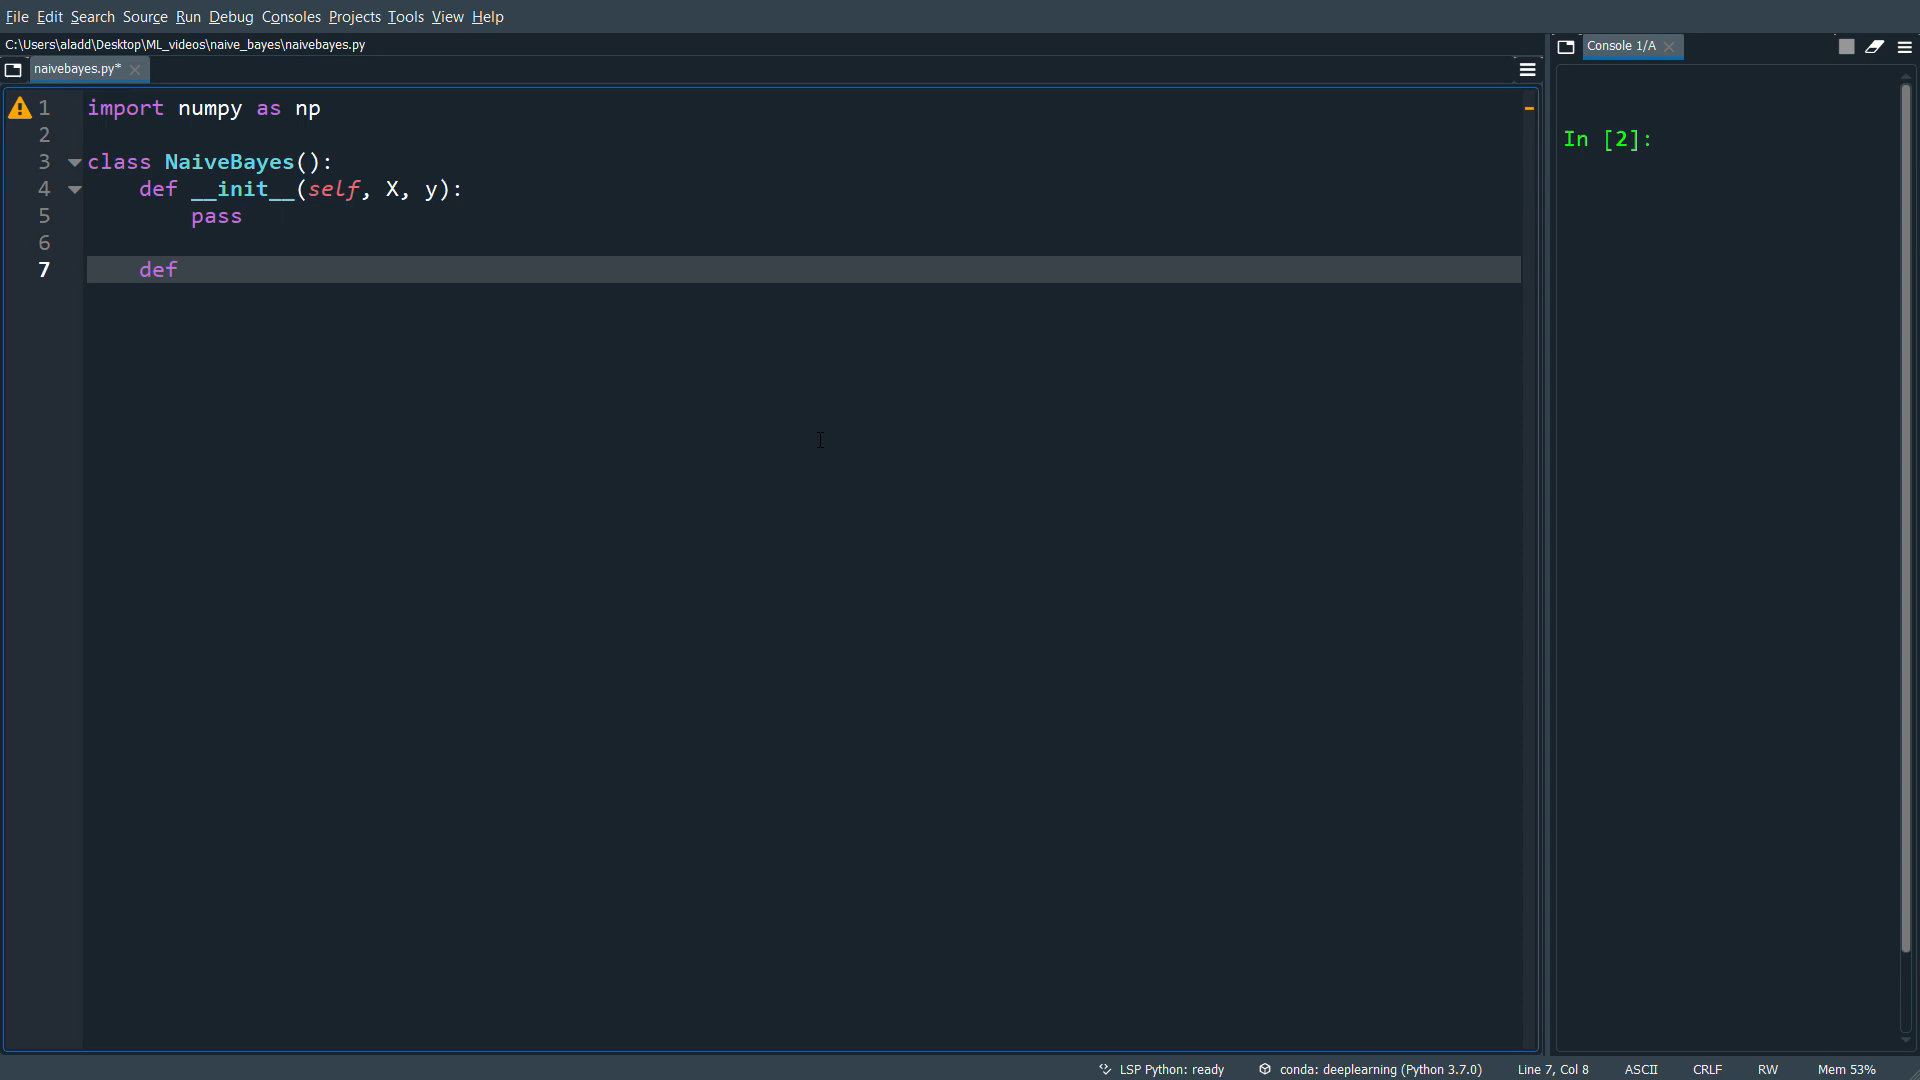 File Edit Search Source Run Debug Consoles Projects Tools View Help
C:\Users\aladd\Desktop\ML_videos\naive_bayes\naivebayes.py
naivebayes.py*
Console 1/A
1 import numpy as np
2
3 class NaiveBayes():
4 def __init__(self, X, y):
5 pass
6
7 def
In [2]:
LSP Python: ready conda: deeplearning (Python 3.7.0) Line 7, Col 8 ASCII CRLF RW Mem 53%